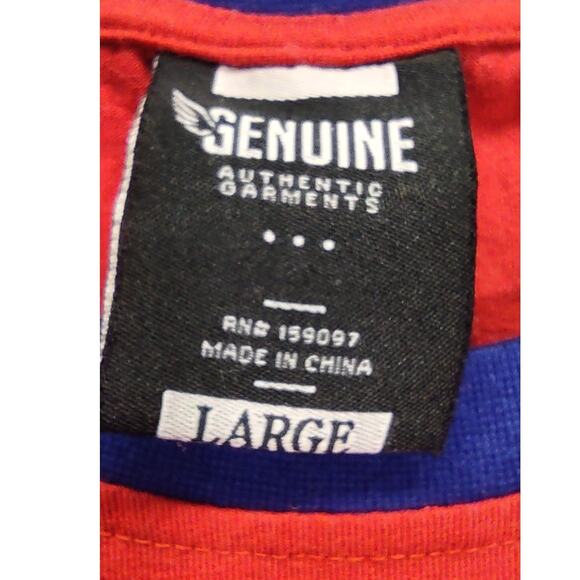 GENUINE
AUTHENTIC
GARMENTS
RN# 159097
MADE IN CHINA
LARGE